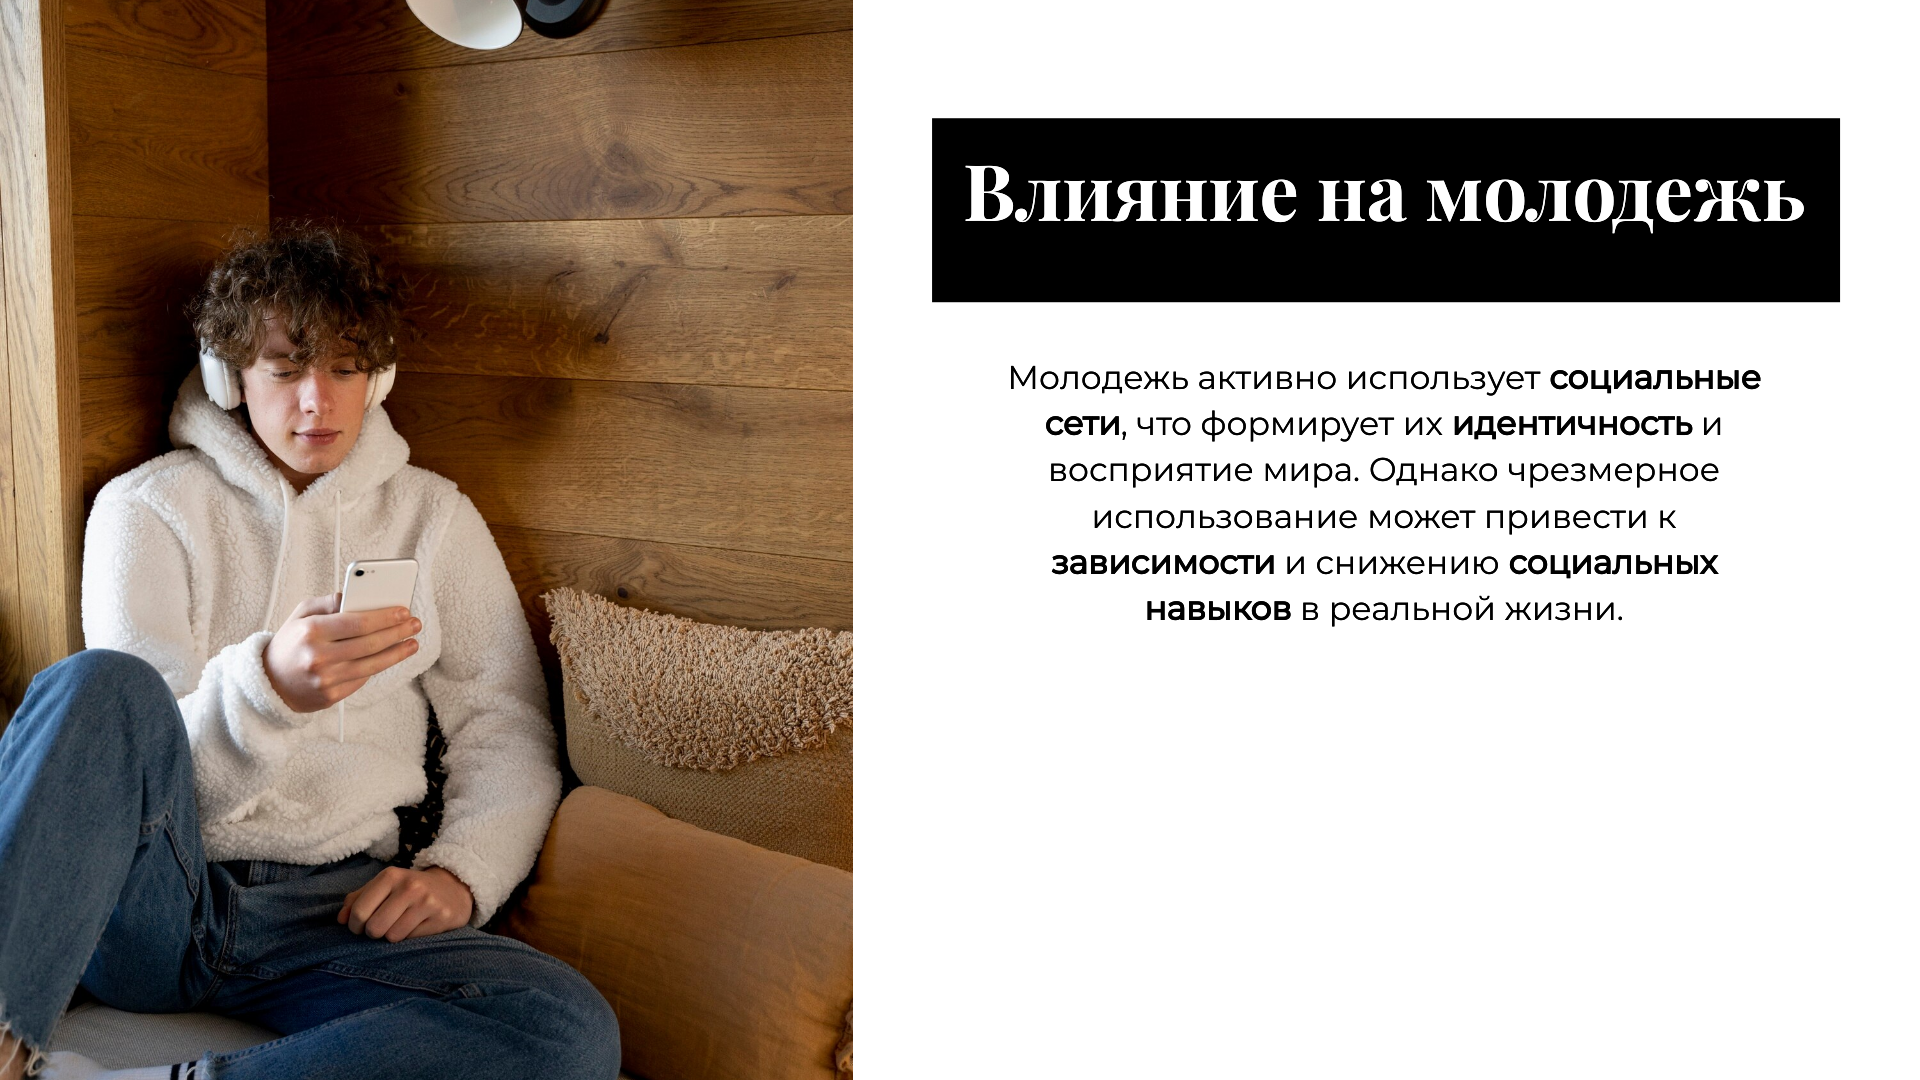 Влияние на молодежь
Молодежь активно использует социальные
сети, что формирует их идентичность и
восприятие мира. Однако чрезмерное
использование может привести к
зависимости и снижению социальных
навыков в реальной жизни.